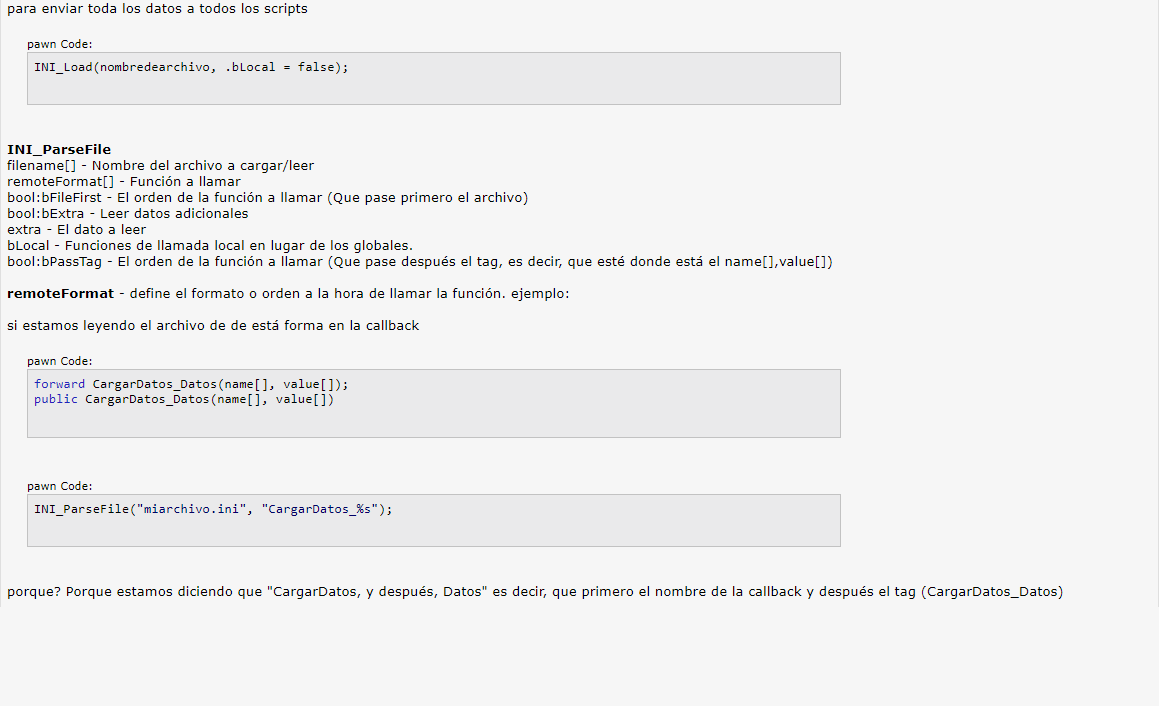 para enviar toda los datos a todos los scripts
pawn Code:
INI_Load(nombredearchivo, .bLocal = false);
INI_ParseFile
filename[] - Nombre del archivo a cargar/leer
remoteFormat[] - Función a llamar
bool:bFileFirst - El orden de la función a llamar (Que pase primero el archivo)
bool:bExtra - Leer datos adicionales
extra - El dato a leer
bLocal - Funciones de llamada local en lugar de los globales.
bool:bPassTag - El orden de la función a llamar (Que pase después el tag, es decir, que esté donde está el name[],value[])
remoteFormat - define el formato o orden a la hora de llamar la función. ejemplo:
si estamos leyendo el archivo de de está forma en la callback
pawn Code:
forward CargarDatos_Datos(name[], value[]);
public CargarDatos_Datos(name[], value[])
pawn Code:
INI_ParseFile("miarchivo.ini", "CargarDatos_%s");
porque? Porque estamos diciendo que "CargarDatos, y después, Datos" es decir, que primero el nombre de la callback y después el tag (CargarDatos_Datos)